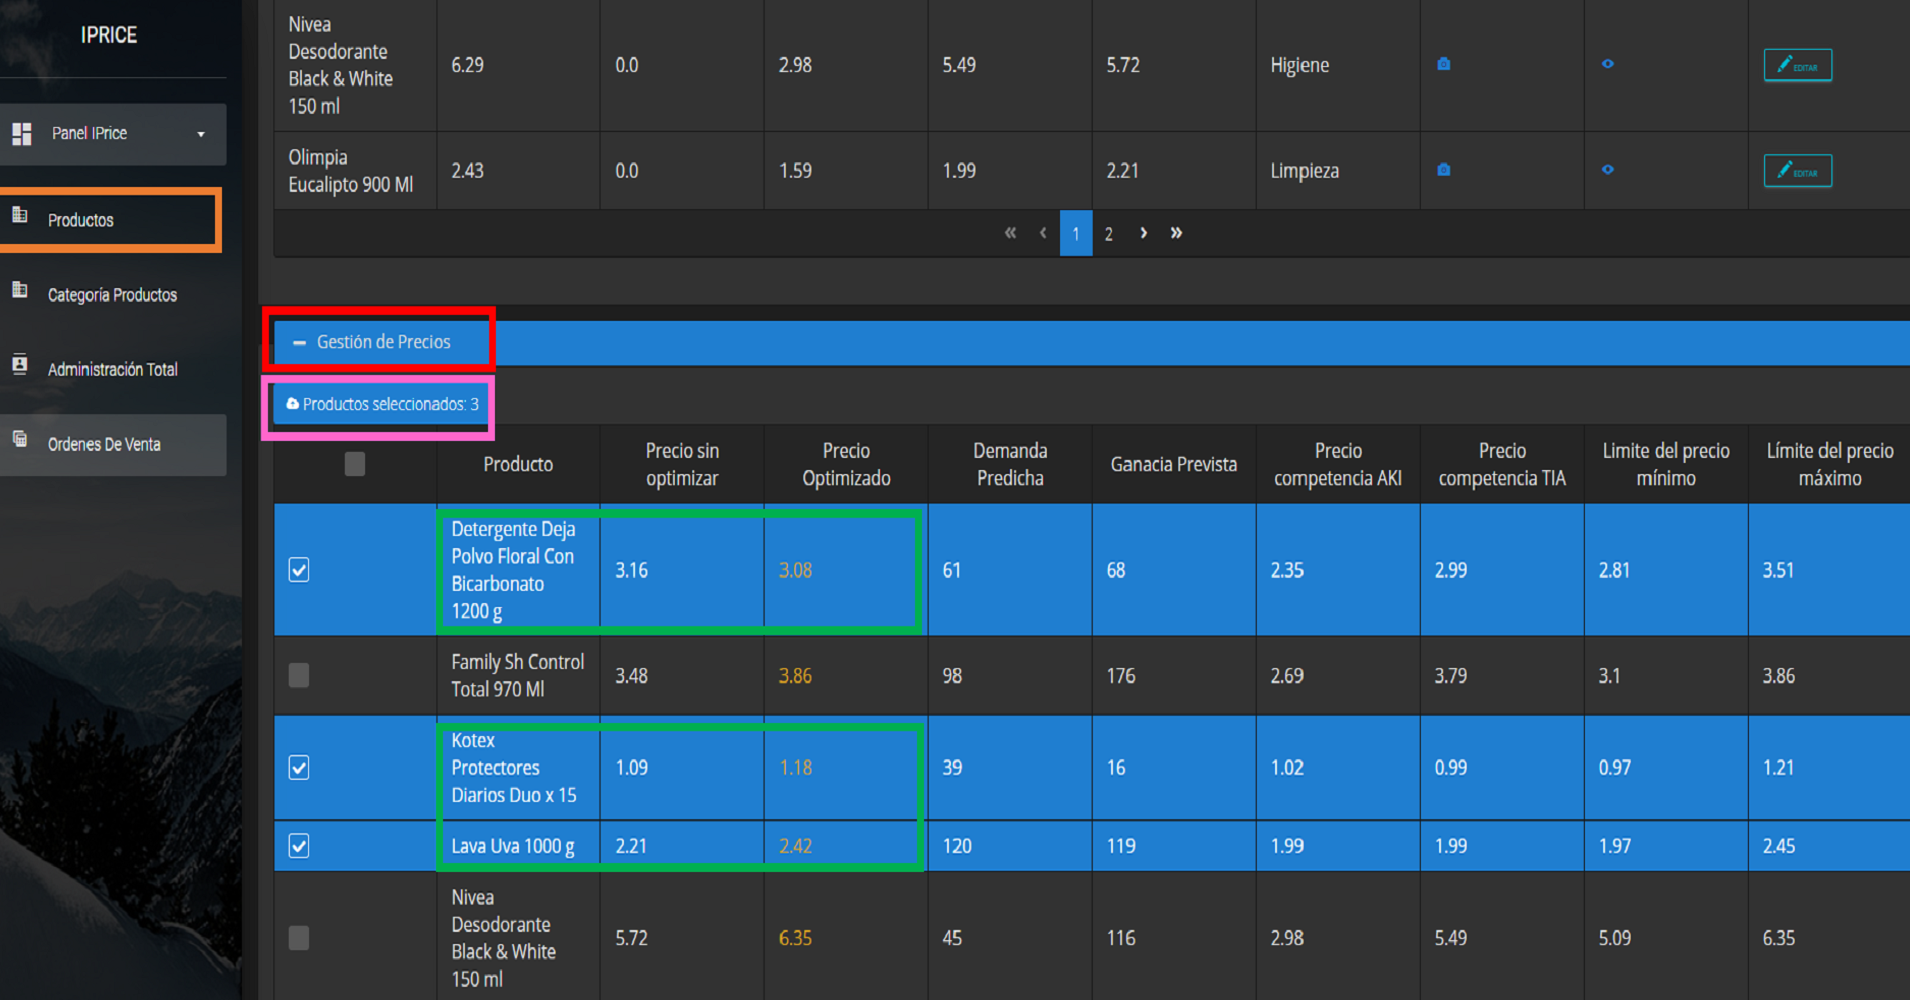 IPRICE
Panel IPrice
Productos
Categoría Productos
Administración Total
Ordenes De Venta
Nivea
Desodorante
Black & White
150 ml
6.29
0.0
2.98
5.49
5.72
Higiene
EDITAR
Olimpia
Eucalipto 900 Ml
2.43
0.0
1.59
1.99
2.21
Limpieza
EDITAR
« ‹ 1 2 › »
Gestión de Precios
Productos seleccionados: 3
Producto
Precio sin
optimizar
Precio
Optimizado
Demanda
Predicha
Ganacia Prevista
Precio
competencia AKI
Precio
competencia TIA
Limite del precio
mínimo
Límite del precio
máximo
Detergente Deja
Polvo Floral Con
Bicarbonato
1200 g
3.16
3.08
61
68
2.35
2.99
2.81
3.51
Family Sh Control
Total 970 Ml
3.48
3.86
98
176
2.69
3.79
3.1
3.86
Kotex
Protectores
Diarios Duo x 15
1.09
1.18
39
16
1.02
0.99
0.97
1.21
Lava Uva 1000 g
2.21
2.42
120
119
1.99
1.99
1.97
2.45
Nivea
Desodorante
Black & White
150 ml
5.72
6.35
45
116
2.98
5.49
5.09
6.35